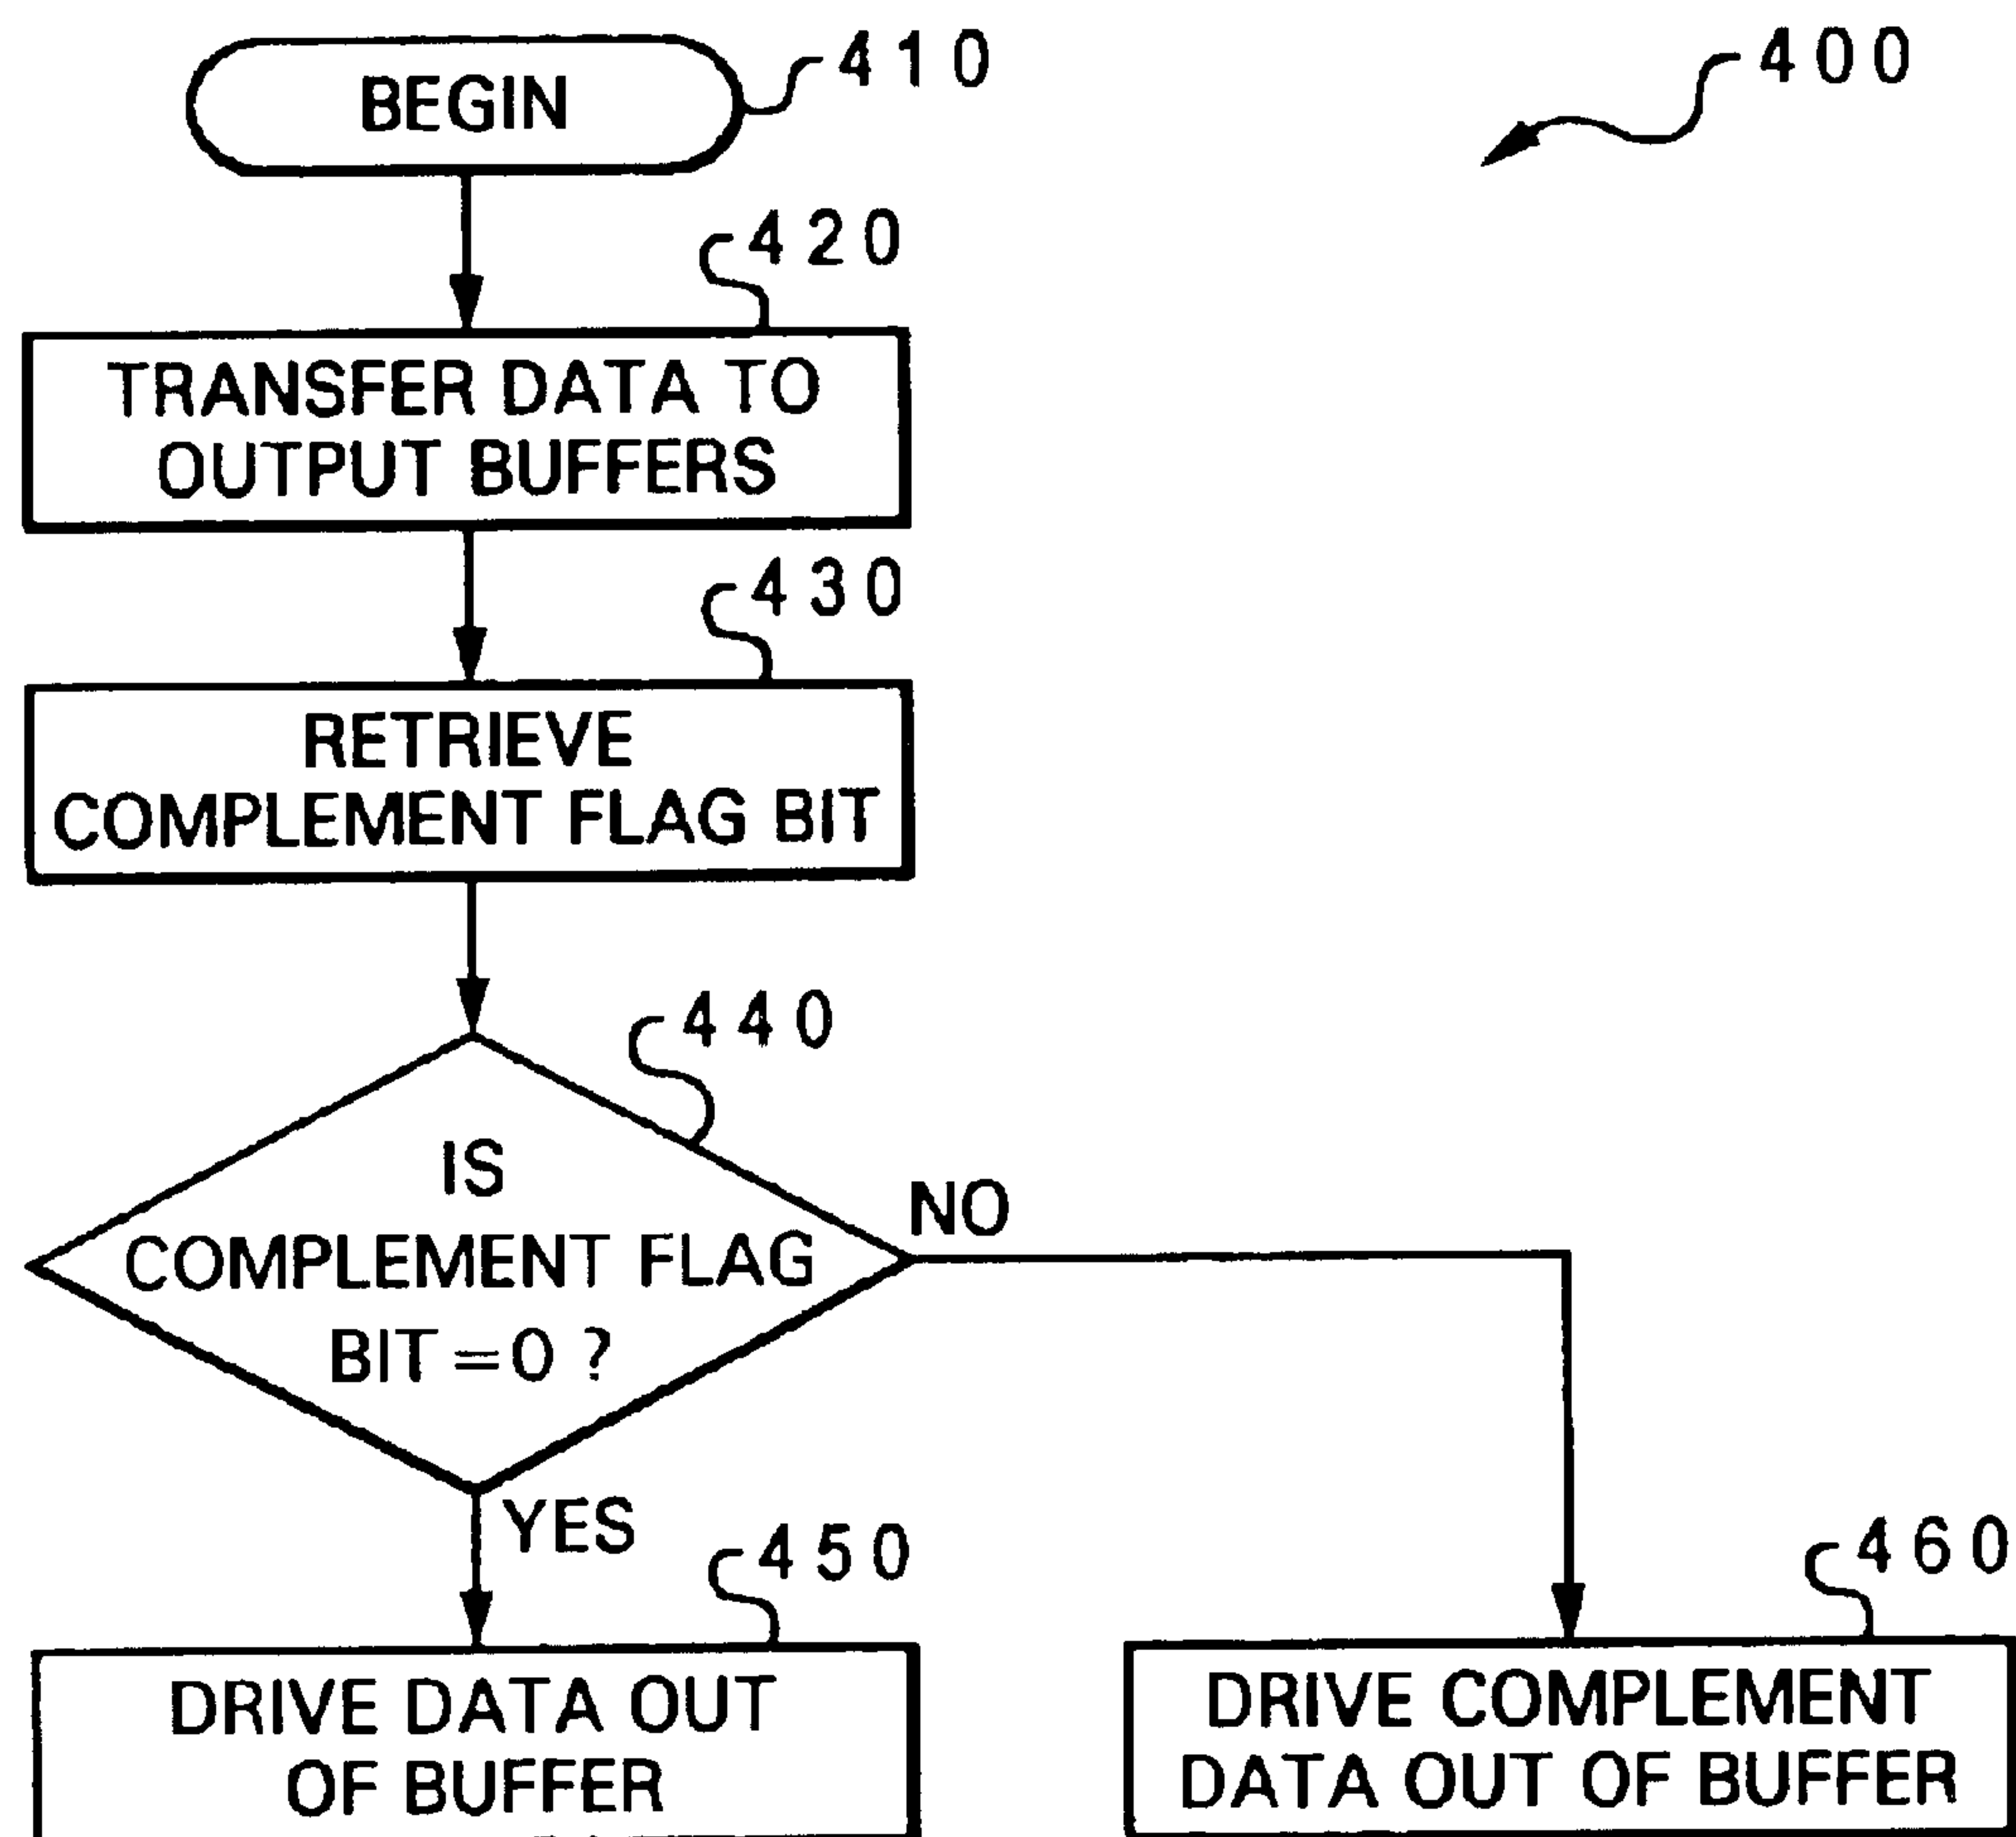 BEGIN
410
400
420
TRANSFER DATA TO
OUTPUT BUFFERS
430
RETRIEVE
COMPLEMENT FLAG BIT
440
IS
COMPLEMENT FLAG
BIT=0 ?
NO
YES
450
460
DRIVE DATA OUT
OF BUFFER
DRIVE COMPLEMENT
DATA OUT OF BUFFER